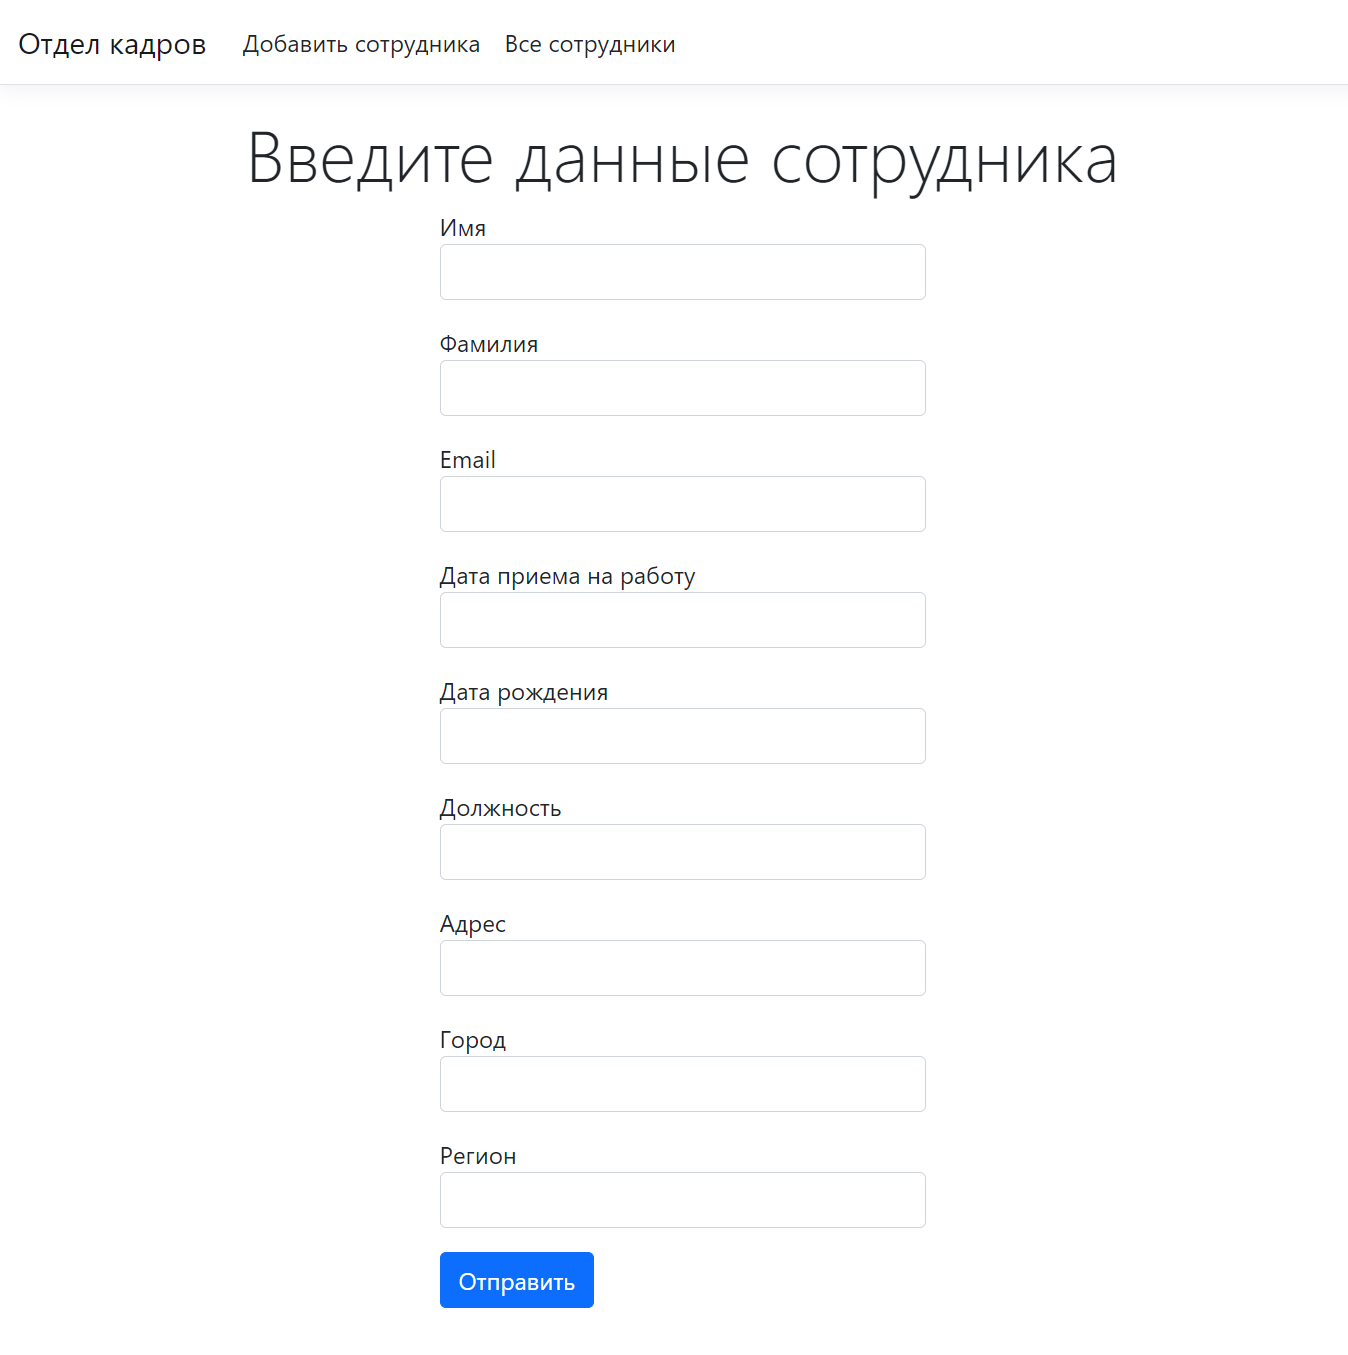 Отдел кадров Добавить сотрудника Все сотрудники
Введите данные сотрудника
Имя
Фамилия
Email
Дата приема на работу
Дата рождения
Должность
Адрес
Город
Регион
Отправить